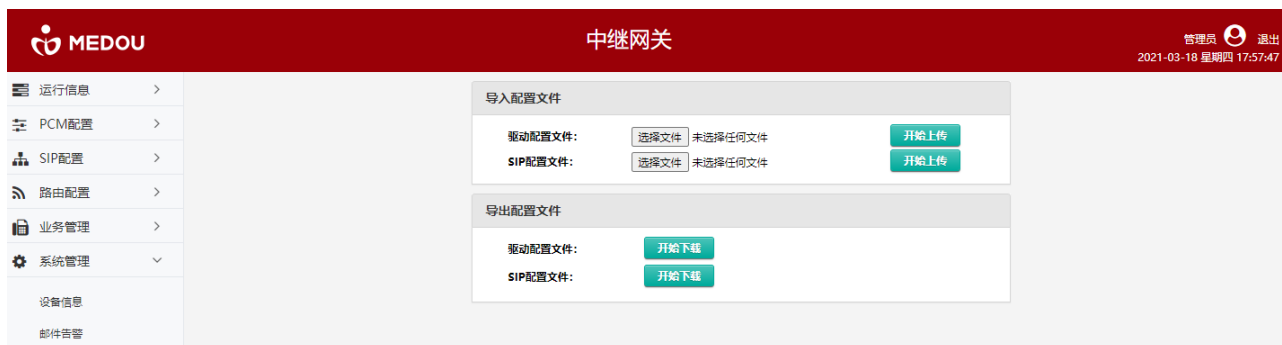 MEDOU
中继网关
管理员 退出
2021-03-18 星期四 17:57:47
运行信息
PCM配置
SIP配置
路由配置
业务管理
系统管理
设备信息
邮件告警
导入配置文件
驱动配置文件: 选择文件 未选择任何文件 开始上传
SIP配置文件: 选择文件 未选择任何文件 开始上传
导出配置文件
驱动配置文件: 开始下载
SIP配置文件: 开始下载